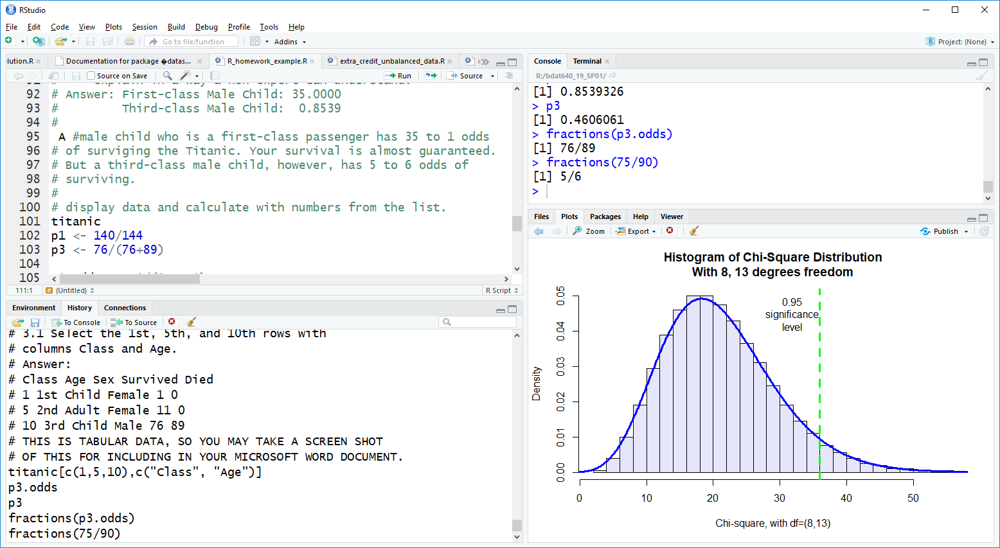 RStudio
File Edit Code View Plots Session Build Debug Profile Tools Help
Go to file/function Addins Project: (None)
lution.R Documentation for package �datas... R_homework_example.R extra_credit_unbalanced_data.R
Source on Save Run Source
# explain in a way a non expert can understand.
92 # Answer: First-class Male Child: 35.0000
93 # Third-class Male Child: 0.8539
94 #
95 A #male child who is a first-class passenger has 35 to 1 odds
96 # of surviging the Titanic. Your survival is almost guaranteed.
97 # But a third-class male child, however, has 5 to 6 odds of
98 # surviving.
99 #
100 # display data and calculate with numbers from the list.
101 titanic
102 p1 <- 140/144
103 p3 <- 76/(76+89)
104
105
111:1 (Untitled) R Script
Environment History Connections
To Console To Source
# 3.1 Select the 1st, 5th, and 10th rows with
# columns Class and Age.
# Answer:
# Class Age Sex Survived Died
# 1 1st Child Female 1 0
# 5 2nd Adult Female 11 0
# 10 3rd Child Male 76 89
# THIS IS TABULAR DATA, SO YOU MAY TAKE A SCREEN SHOT
# OF THIS FOR INCLUDING IN YOUR MICROSOFT WORD DOCUMENT.
titanic[c(1,5,10),c("Class", "Age")]
p3.odds
p3
fractions(p3.odds)
fractions(75/90)
Console Terminal
R:/bdat640_19_SP01/
[1] 0.8539326
> p3
[1] 0.4606061
> fractions(p3.odds)
[1] 76/89
> fractions(75/90)
[1] 5/6
>
Files Plots Packages Help Viewer
Zoom Export Publish
Histogram of Chi-Square Distribution
With 8, 13 degrees freedom
0.95
significance
level
Density
0.00 0.01 0.02 0.03 0.04 0.05
0 10 20 30 40 50
Chi-square, with df=(8,13)